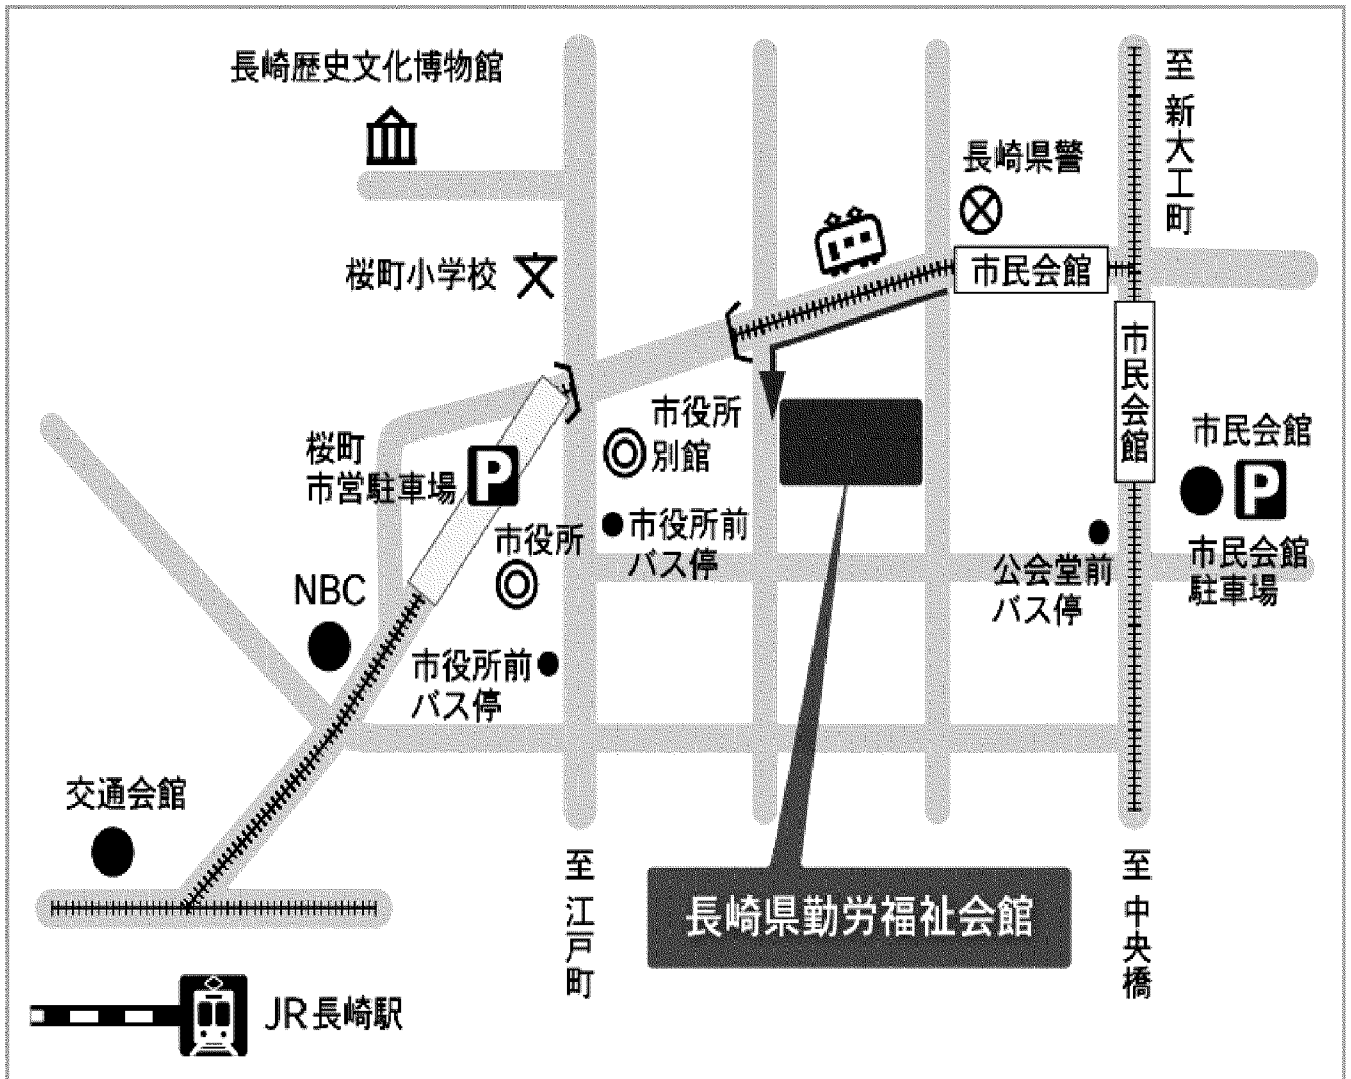 長崎歴史文化博物館
至 新大工町
長崎県警
桜町小学校
市民会館
市民会館
市役所
別館
市民会館
桜町
市営駐車場
P
P
市役所前
バス停
市役所
公会堂前
バス停
市民会館
駐車場
NBC
市役所前
バス停
交通会館
至 江戸町
長崎県勤労福祉会館
至 中央橋
JR長崎駅